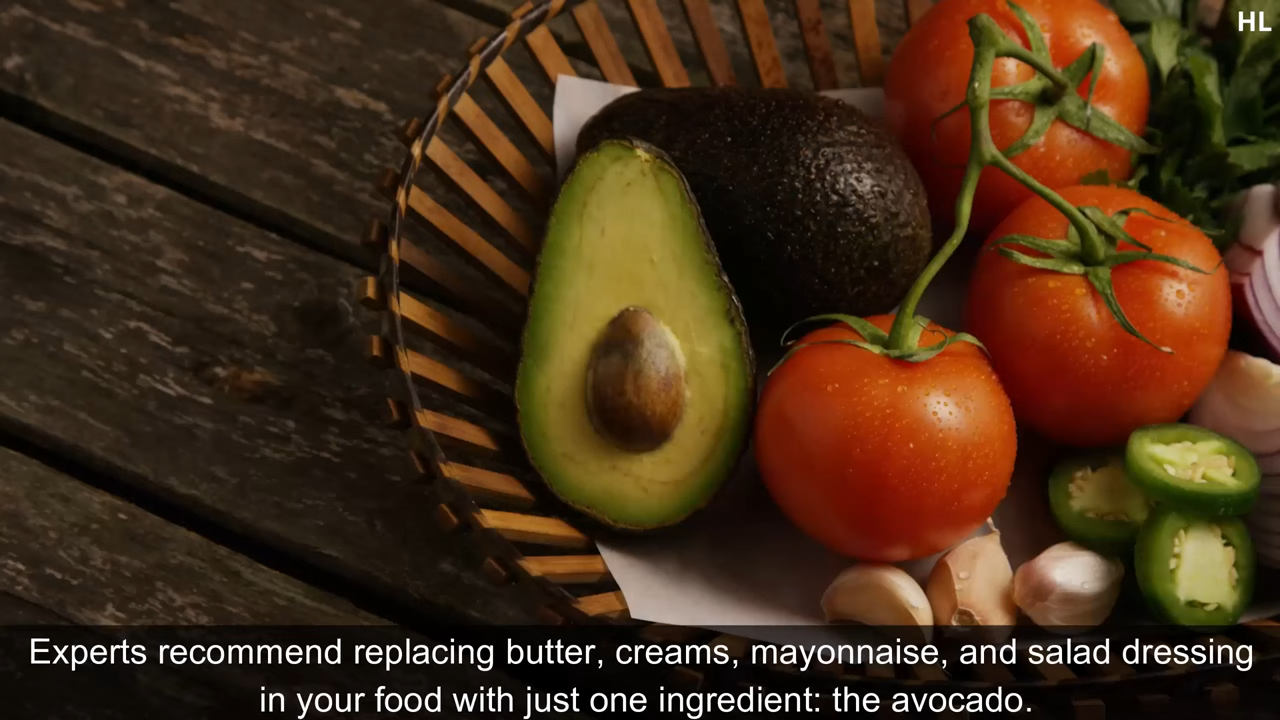 HL
Experts recommend replacing butter, creams, mayonnaise, and salad dressing
in your food with just one ingredient: the avocado.